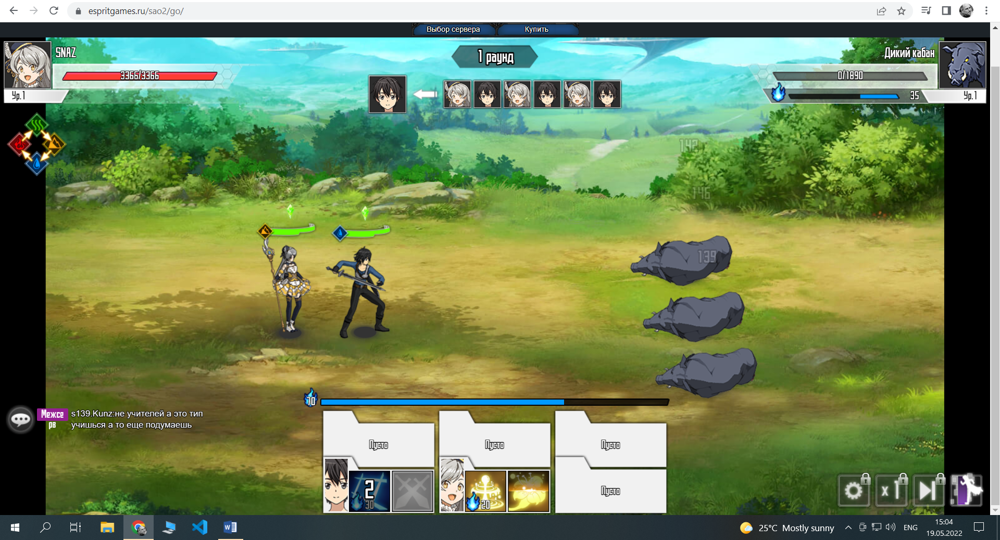 espritgames.ru/sao2/go/
Выбор сервера
Купить
SNAZ
1 раунд
Дикий кабан
3366/3366
0/1890
Ур.1
35
Ур.1
142
146
139
70
Межсе
рв
s139.Kunz:не учителей а это тип
учишься а то еще подумаешь
Пусто
Пусто
Пусто
2
30
20
Пусто
x 1
25°C Mostly sunny
ENG
15:04
19.05.2022